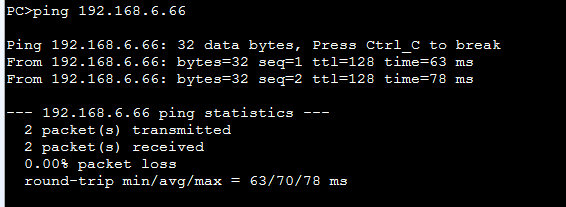 PC>ping 192.168.6.66
Ping 192.168.6.66: 32 data bytes, Press Ctrl_C to break
From 192.168.6.66: bytes=32 seq=1 ttl=128 time=63 ms
From 192.168.6.66: bytes=32 seq=2 ttl=128 time=78 ms
--- 192.168.6.66 ping statistics ---
2 packet(s) transmitted
2 packet(s) received
0.00% packet loss
round-trip min/avg/max = 63/70/78 ms